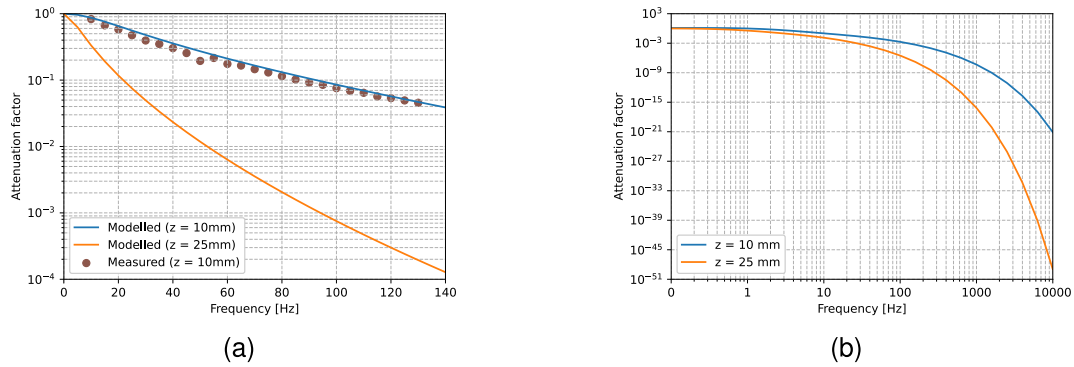 10^0
10^-1
10^-2
10^-3
10^-4
Attenuation factor
Modelled (z = 10mm)
Modelled (z = 25mm)
Measured (z = 10mm)
0 20 40 60 80 100 120 140
Frequency [Hz]
(a)
10^3
10^-3
10^-9
10^-15
10^-21
10^-27
10^-33
10^-39
10^-45
10^-51
Attenuation factor
z = 10 mm
z = 25 mm
0 1 10 100 1000 10000
Frequency [Hz]
(b)